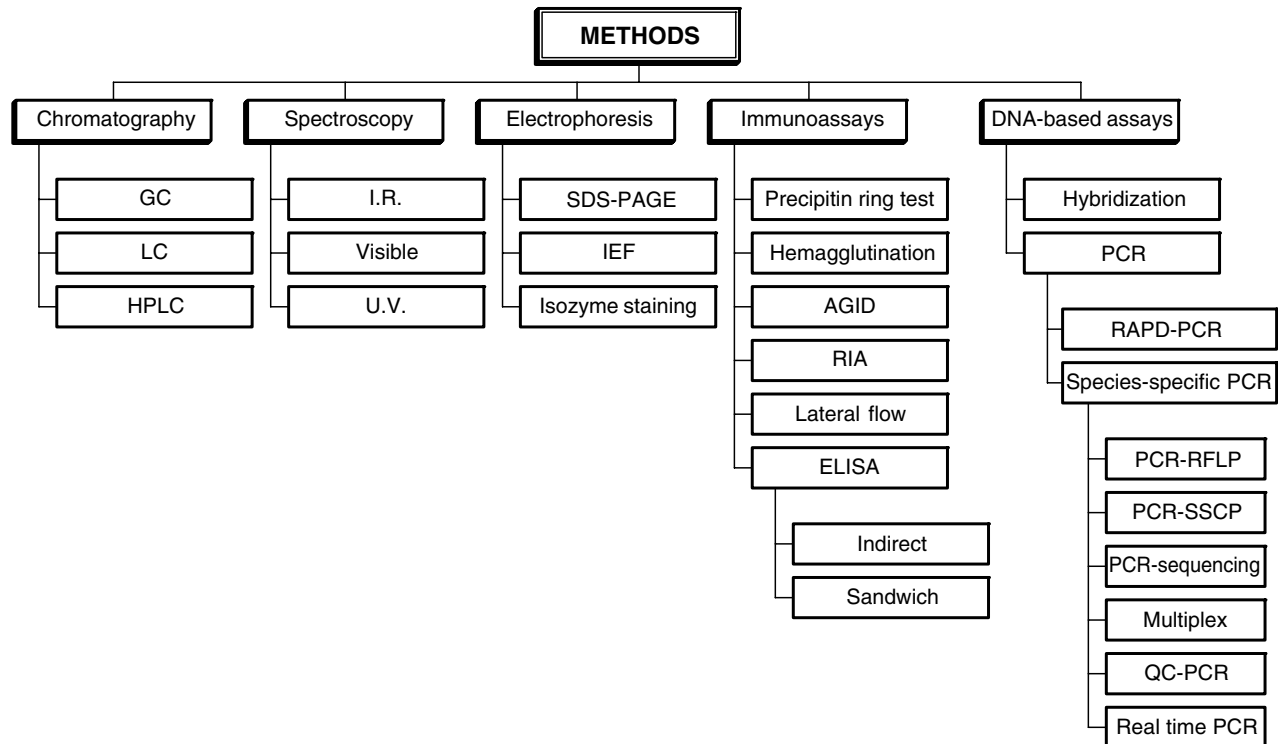 METHODS
Chromatography
GC
LC
HPLC
Spectroscopy
I.R.
Visible
U.V.
Electrophoresis
SDS-PAGE
IEF
Isozyme staining
Immunoassays
Precipitin ring test
Hemagglutination
AGID
RIA
Lateral flow
ELISA
Indirect
Sandwich
DNA-based assays
Hybridization
PCR
RAPD-PCR
Species-specific PCR
PCR-RFLP
PCR-SSCP
PCR-sequencing
Multiplex
QC-PCR
Real time PCR